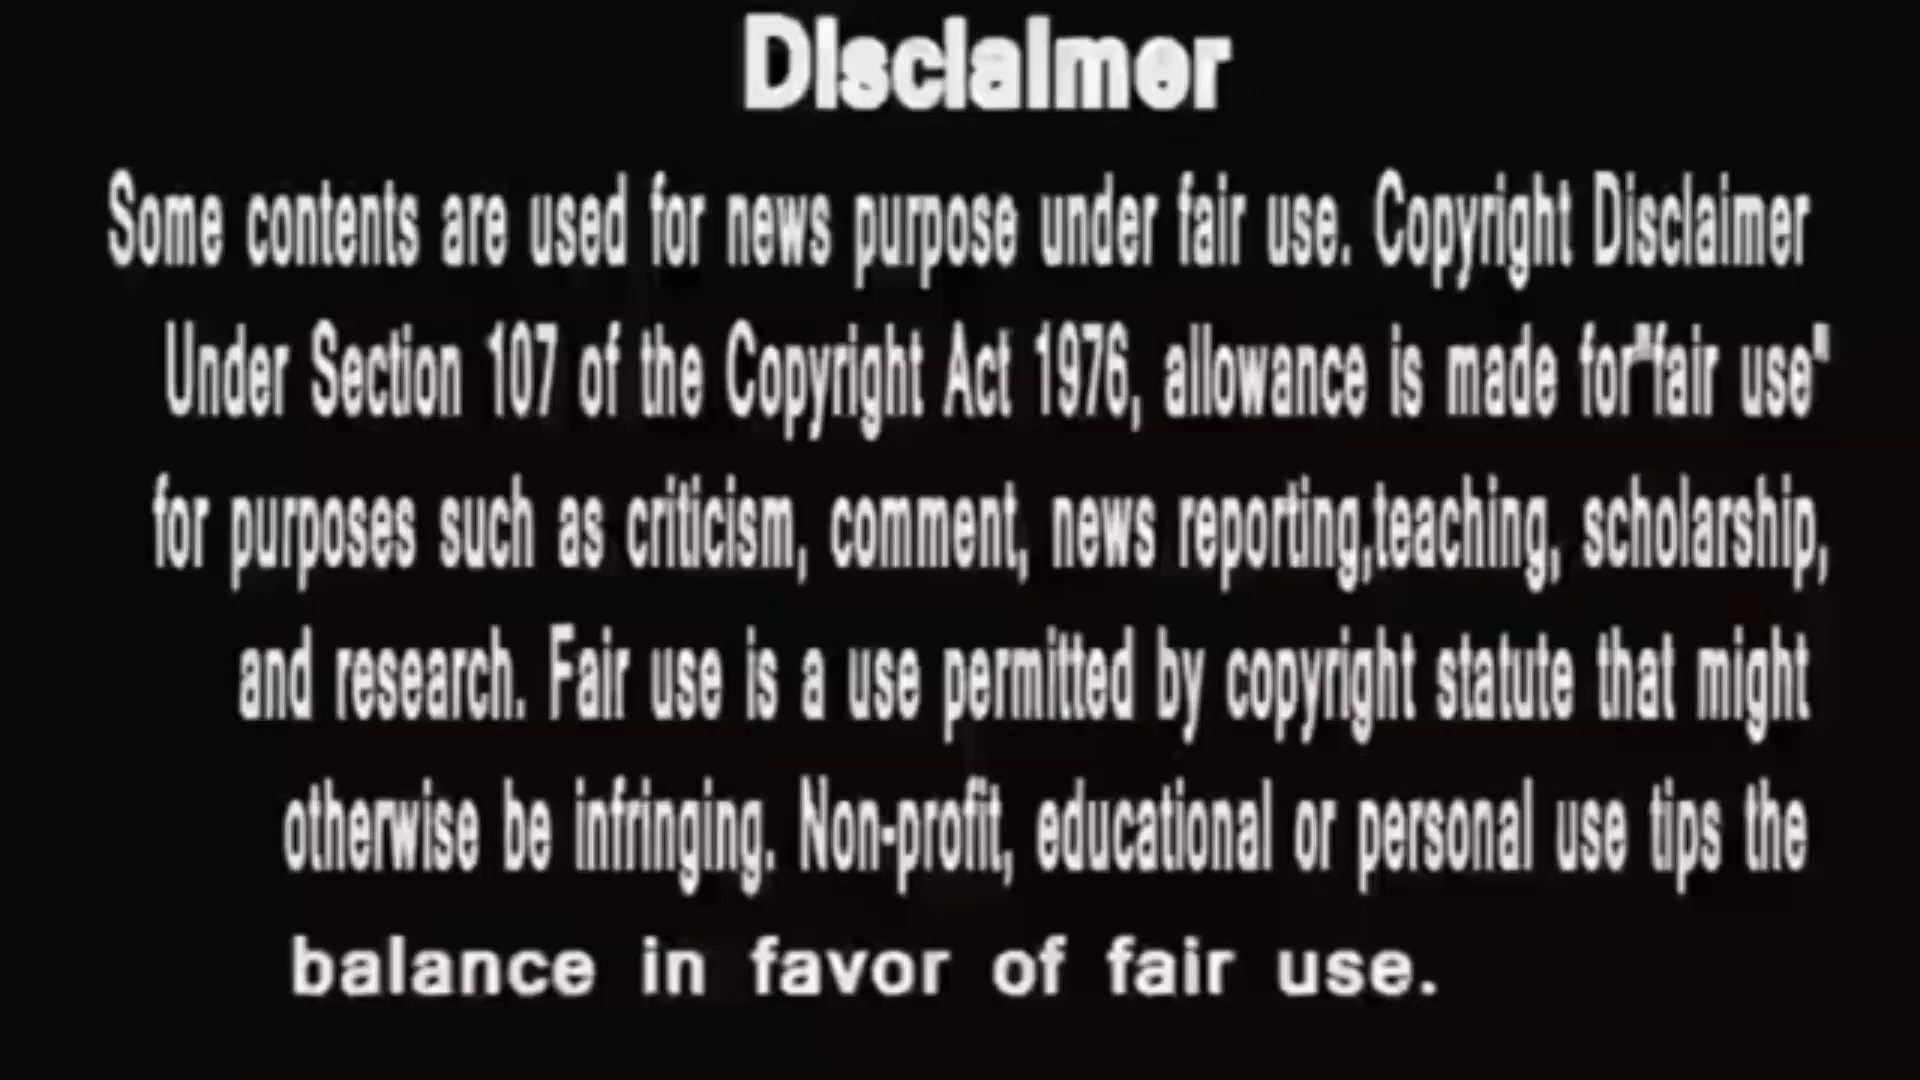 Disclaimer
Some contents are used for news purpose under fair use. Copyright Disclaimer
Under Section 107 of the Copyright Act 1976, allowance is made for"fair use"
for purposes such as criticism, comment, news reporting,teaching, scholarship,
and research. Fair use is a use permitted by copyright statute that might
otherwise be infringing. Non-profit, educational or personal use tips the
balance in favor of fair use.